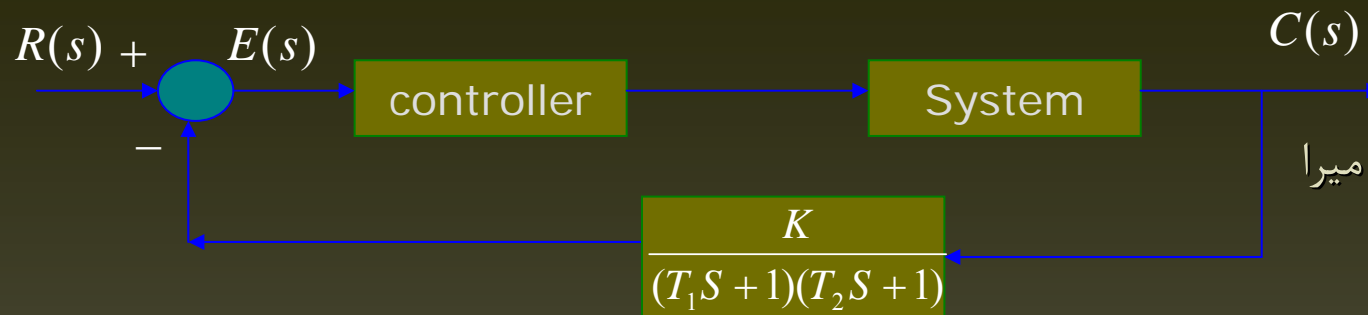 R(s) + E(s) C(s)
controller System
−
میرا
K
(T₁S + 1)(T₂S + 1)